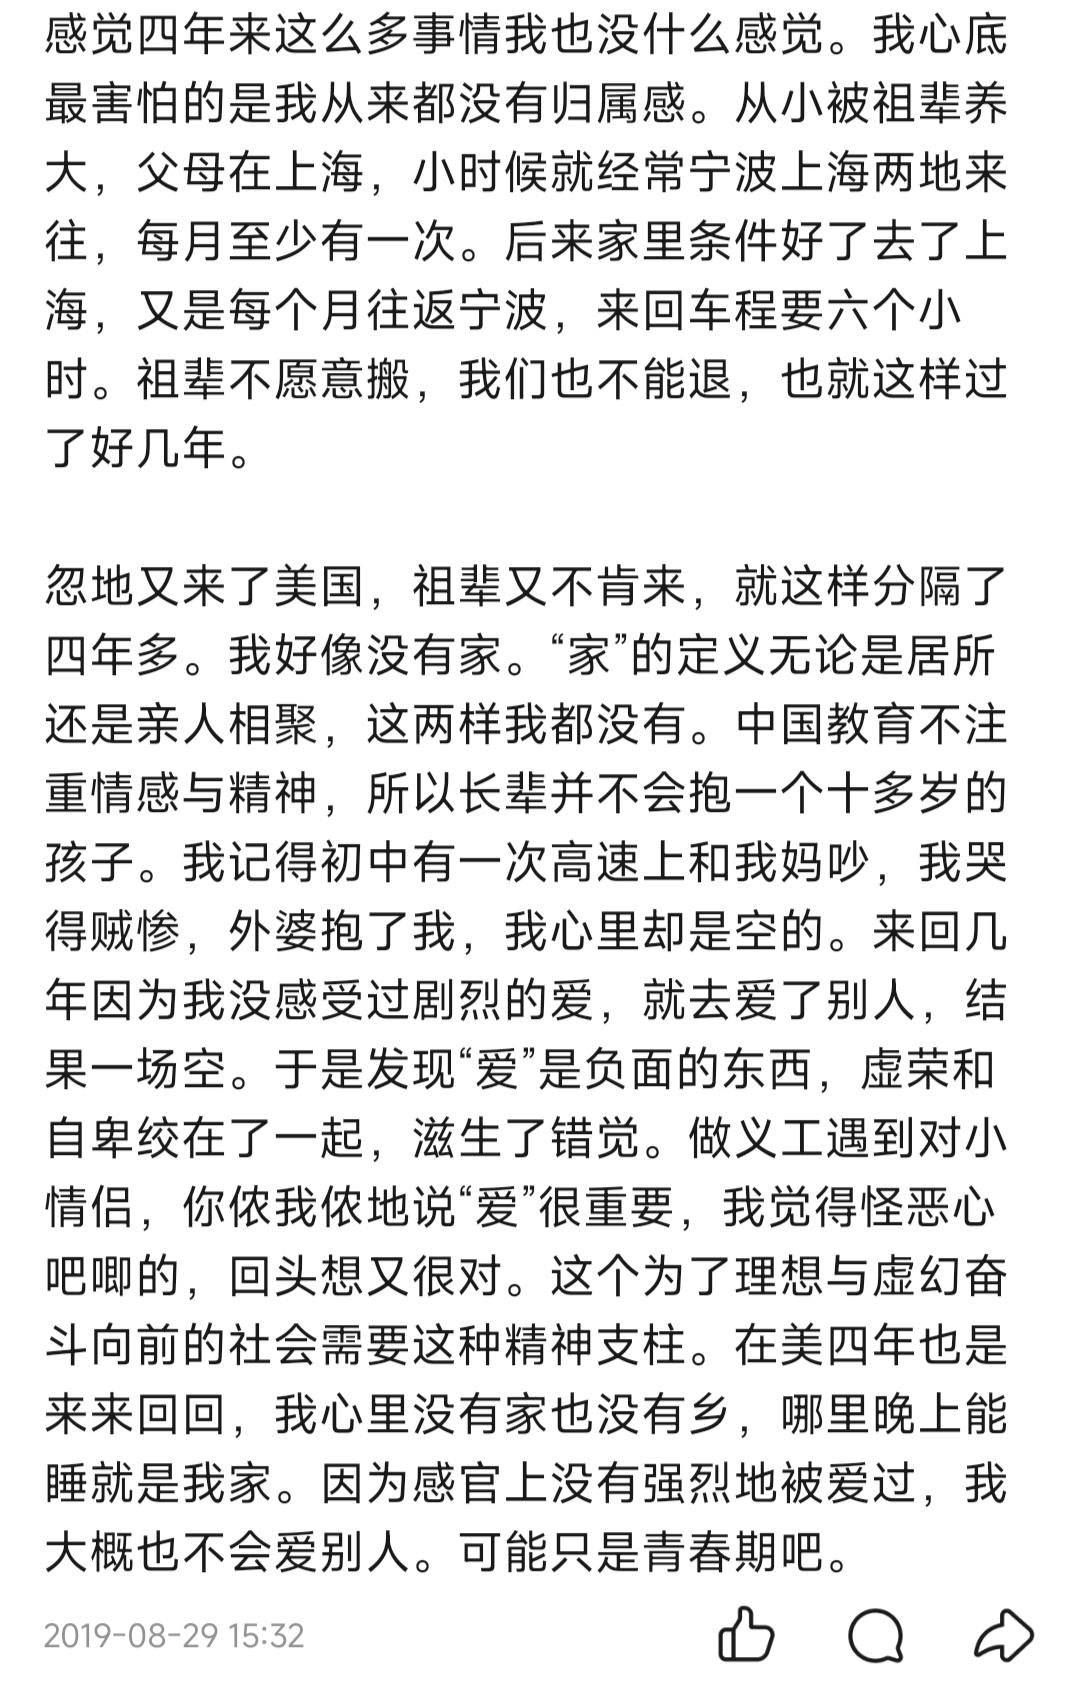 感觉四年来这么多事情我也没什么感觉。我心底
最害怕的是我从来都没有归属感。从小被祖辈养
大，父母在上海，小时候就经常宁波上海两地来
往，每月至少有一次。后来家里条件好了去了上
海，又是每个月往返宁波，来回车程要六个小
时。祖辈不愿意搬，我们也不能退，也就这样过
了好几年。
忽地又来了美国，祖辈又不肯来，就这样分隔了
四年多。我好像没有家。“家”的定义无论是居所
还是亲人相聚，这两样我都没有。中国教育不注
重情感与精神，所以长辈并不会抱一个十多岁的
孩子。我记得初中有一次高速上和我妈吵，我哭
得贼惨，外婆抱了我，我心里却是空的。来回几
年因为我没感受过剧烈的爱，就去爱了别人，结
果一场空。于是发现“爱”是负面的东西，虚荣和
自卑绞在了一起，滋生了错觉。做义工遇到对小
情侣，你侬我侬地说“爱”很重要，我觉得怪恶心
吧唧的，回头想又很对。这个为了理想与虚幻奋
斗向前的社会需要这种精神支柱。在美四年也是
来来回回，我心里没有家也没有乡，哪里晚上能
睡就是我家。因为感官上没有强烈地被爱过，我
大概也不会爱别人。可能只是青春期吧。
2019-08-29 15:32